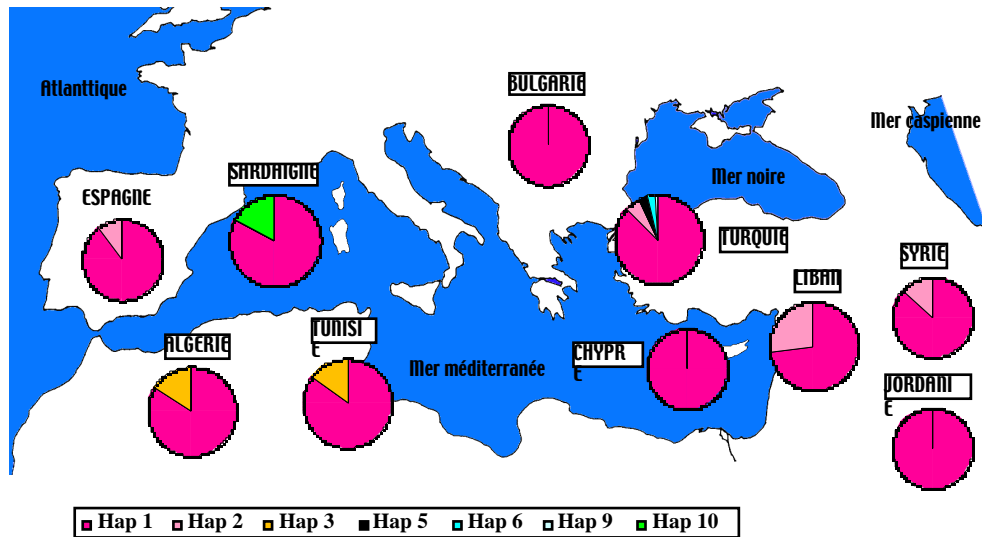 Atlanttique
BULGARIE
Mer caspienne
SARDAIGNE
ESPAGNE
Mer noire
TURQUIE
SYRIE
LIBAN
TUNISI
E
ALGERIE
CHYPR
E
Mer méditerranée
JORDANI
E
Hap 1 Hap 2 Hap 3 Hap 5 Hap 6 Hap 9 Hap 10